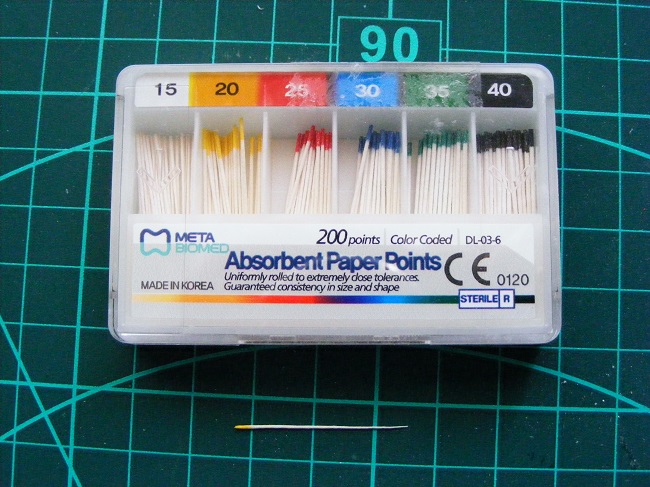 90
15 20 25 30 35 40
META BIOMED
200 points Color Coded DL-03-6
Absorbent Paper Points
CE 0120
Uniformly rolled to extremely close tolerances.
Guaranteed consistency in size and shape
MADE IN KOREA
STERILE R